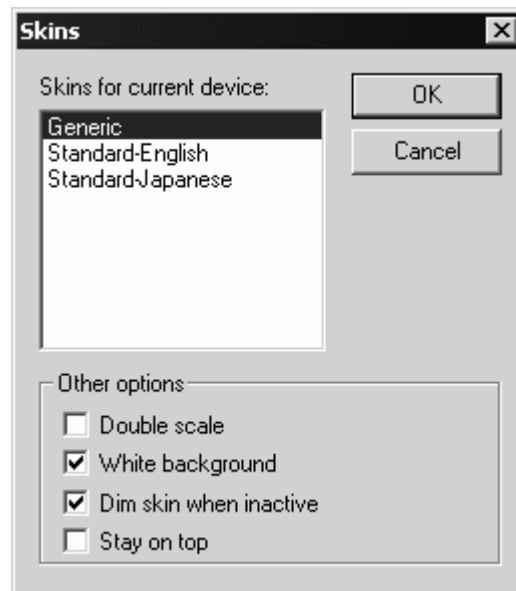 Skins
Skins for current device:
OK
Generic
Standard-English
Cancel
Standard-Japanese
Other options
Double scale
White background
Dim skin when inactive
Stay on top